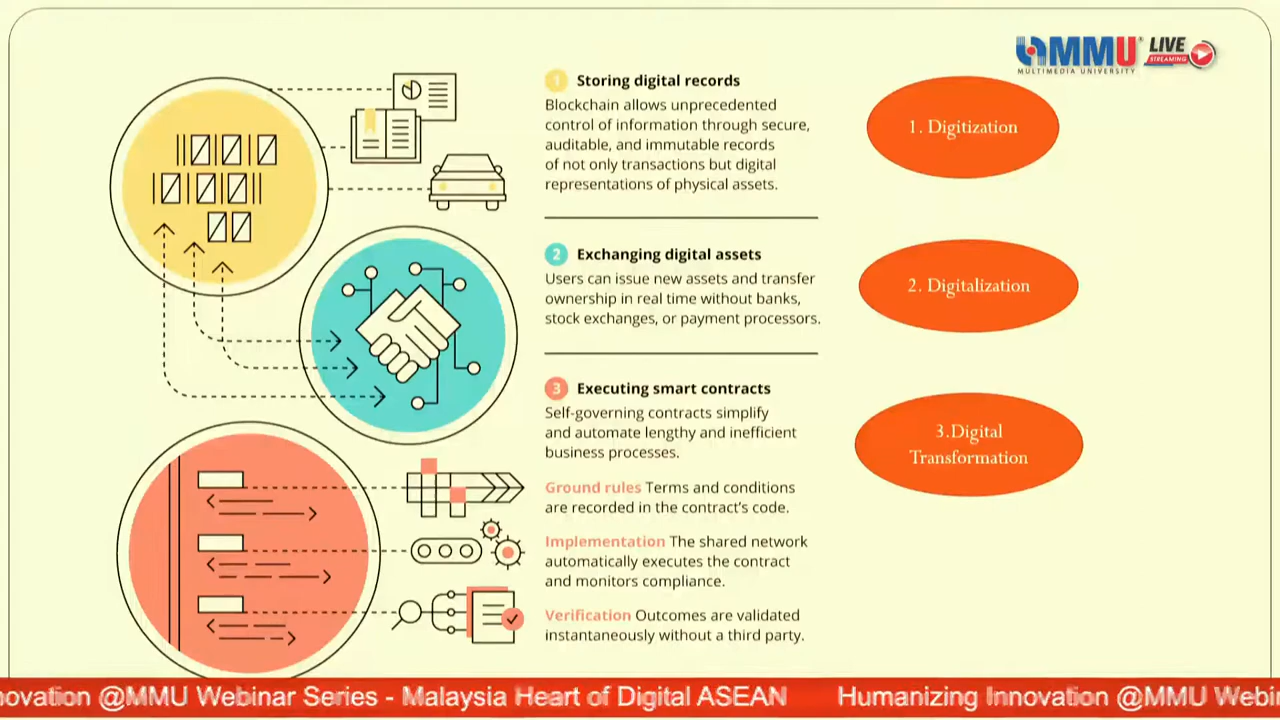 MMU
MULTIMEDIA UNIVERSITY
LIVE
STREAMING
1 Storing digital records
Blockchain allows unprecedented
control of information through secure,
auditable, and immutable records
of not only transactions but digital
representations of physical assets.
2 Exchanging digital assets
Users can issue new assets and transfer
ownership in real time without banks,
stock exchanges, or payment processors.
3 Executing smart contracts
Self-governing contracts simplify
and automate lengthy and inefficient
business processes.
Ground rules Terms and conditions
are recorded in the contract's code.
Implementation The shared network
automatically executes the contract
and monitors compliance.
Verification Outcomes are validated
instantaneously without a third party.
1. Digitization
2. Digitalization
3.Digital
Transformation
novation @MMU Webinar Series - Malaysia Heart of Digital ASEAN Humanizing Innovation @MMU Webin